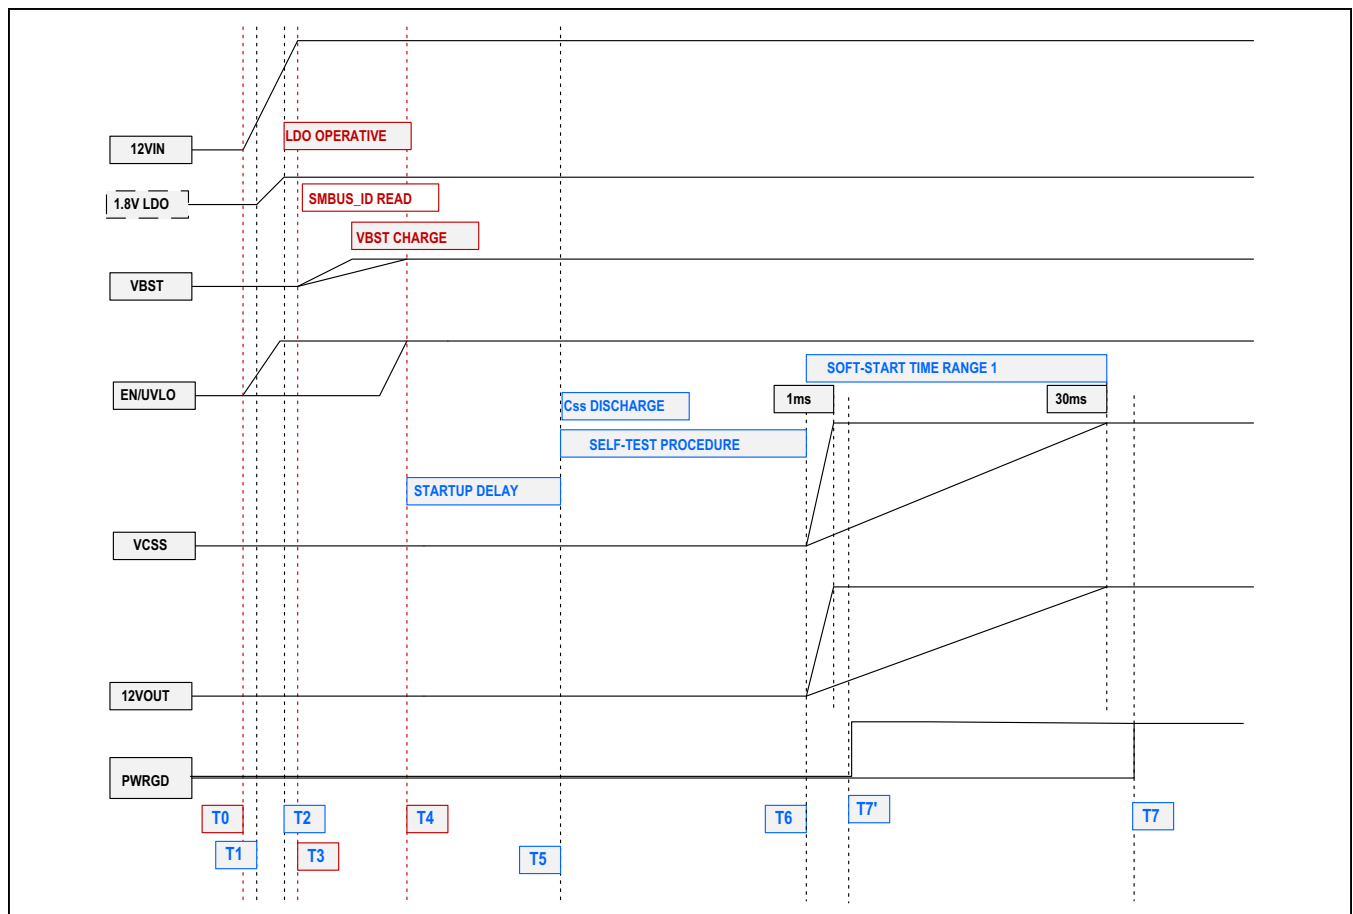 LDO OPERATIVE
12VIN
SMBUS_ID READ
1.8V LDO
VBST CHARGE
VBST
SOFT-START TIME RANGE 1
EN/UVLO
1ms
30ms
Css DISCHARGE
SELF-TEST PROCEDURE
STARTUP DELAY
VCSS
12VOUT
PWRGD
T0
T2
T4
T6
T7'
T7
T1
T3
T5